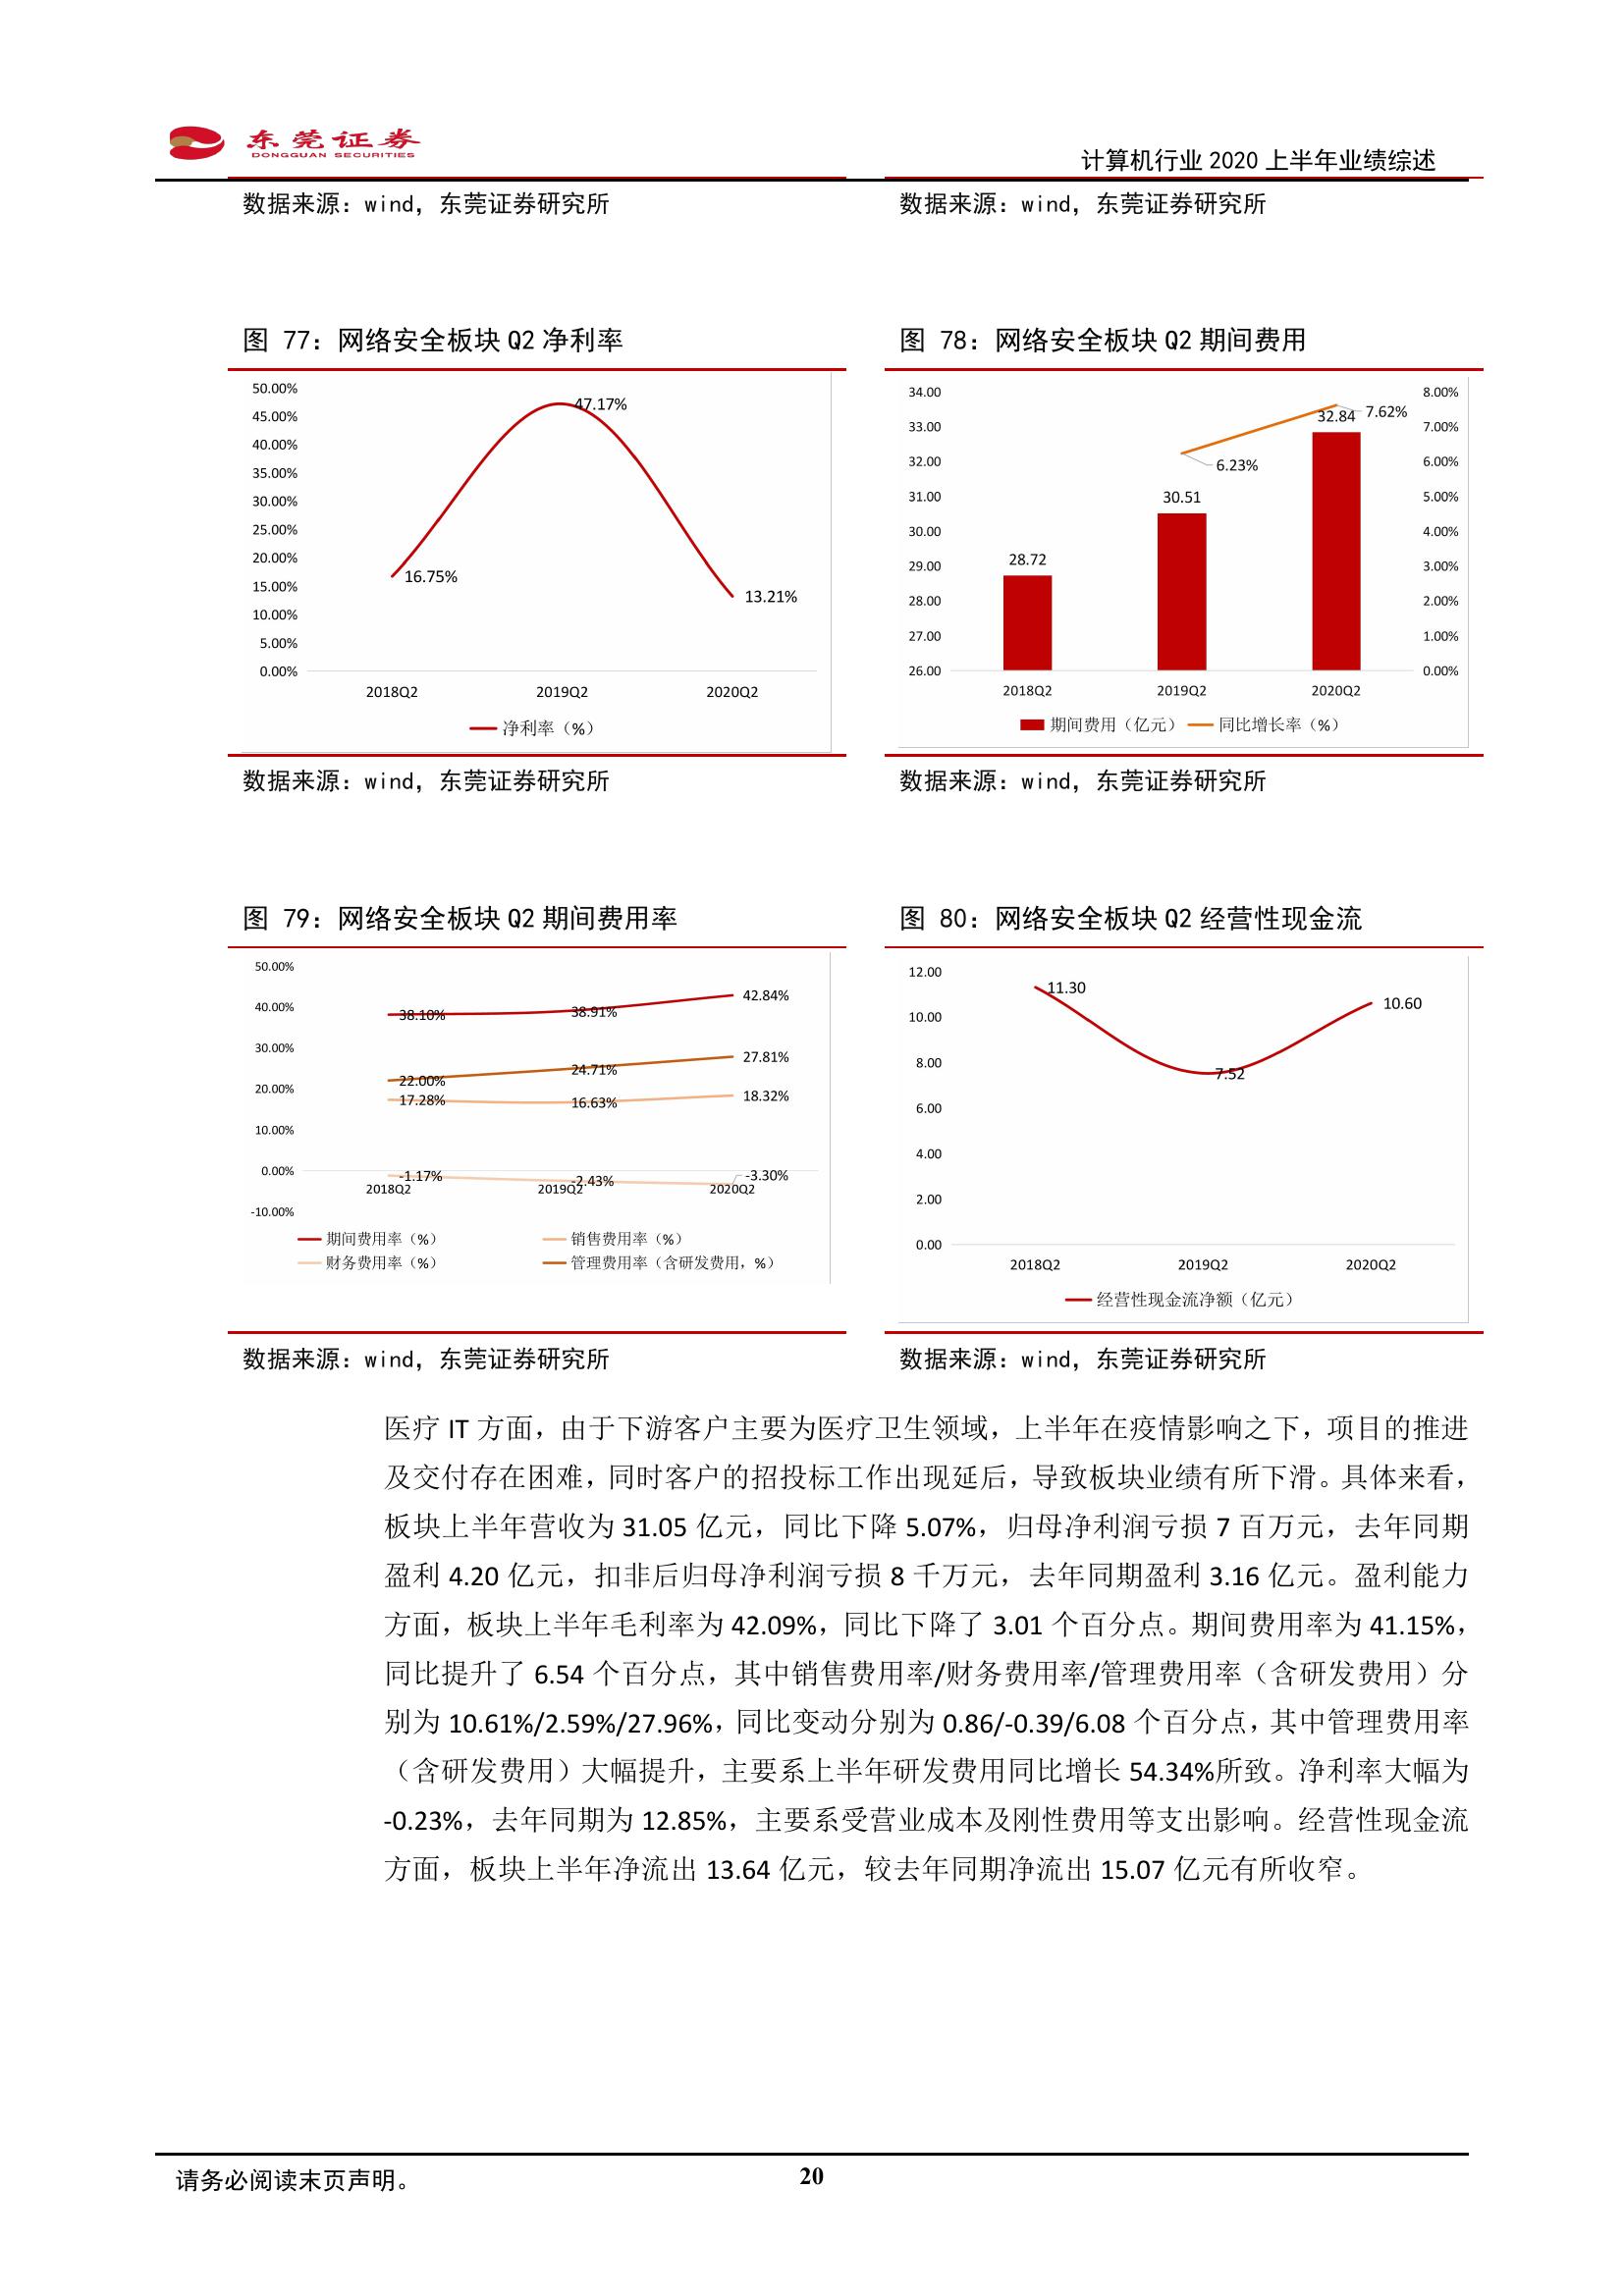 东莞证券
DONGGUAN SECURITIES
计算机行业 2020 上半年业绩综述
数据来源：wind，东莞证券研究所
数据来源：wind，东莞证券研究所
图 77：网络安全板块 Q2 净利率
50.00%
45.00%
40.00%
35.00%
30.00%
25.00%
20.00%
15.00%
10.00%
5.00%
0.00%
47.17%
16.75%
13.21%
2018Q2 2019Q2 2020Q2
净利率（%）
数据来源：wind，东莞证券研究所
图 78：网络安全板块 Q2 期间费用
34.00
33.00
32.00
31.00
30.00
29.00
28.00
27.00
26.00
8.00%
7.00%
6.00%
5.00%
4.00%
3.00%
2.00%
1.00%
0.00%
32.84 7.62%
6.23%
30.51
28.72
2018Q2 2019Q2 2020Q2
期间费用（亿元） 同比增长率（%）
数据来源：wind，东莞证券研究所
图 79：网络安全板块 Q2 期间费用率
50.00%
40.00%
30.00%
20.00%
10.00%
0.00%
-10.00%
38.10% 38.91% 42.84%
22.00% 24.71% 27.81%
17.28% 16.63% 18.32%
-1.17% -2.43% -3.30%
2018Q2 2019Q2 2020Q2
期间费用率（%） 销售费用率（%）
财务费用率（%） 管理费用率（含研发费用，%）
数据来源：wind，东莞证券研究所
图 80：网络安全板块 Q2 经营性现金流
12.00
10.00
8.00
6.00
4.00
2.00
0.00
11.30
7.52
10.60
2018Q2 2019Q2 2020Q2
经营性现金流净额（亿元）
数据来源：wind，东莞证券研究所
医疗 IT 方面，由于下游客户主要为医疗卫生领域，上半年在疫情影响之下，项目的推进
及交付存在困难，同时客户的招投标工作出现延后，导致板块业绩有所下滑。具体来看，
板块上半年营收为 31.05 亿元，同比下降 5.07%，归母净利润亏损 7 百万元，去年同期
盈利 4.20 亿元，扣非后归母净利润亏损 8 千万元，去年同期盈利 3.16 亿元。盈利能力
方面，板块上半年毛利率为 42.09%，同比下降了 3.01 个百分点。期间费用率为 41.15%，
同比提升了 6.54 个百分点，其中销售费用率/财务费用率/管理费用率（含研发费用）分
别为 10.61%/2.59%/27.96%，同比变动分别为 0.86/-0.39/6.08 个百分点，其中管理费用率
（含研发费用）大幅提升，主要系上半年研发费用同比增长 54.34%所致。净利率大幅为
-0.23%，去年同期为 12.85%，主要系受营业成本及刚性费用等支出影响。经营性现金流
方面，板块上半年净流出 13.64 亿元，较去年同期净流出 15.07 亿元有所收窄。
请务必阅读末页声明。
20